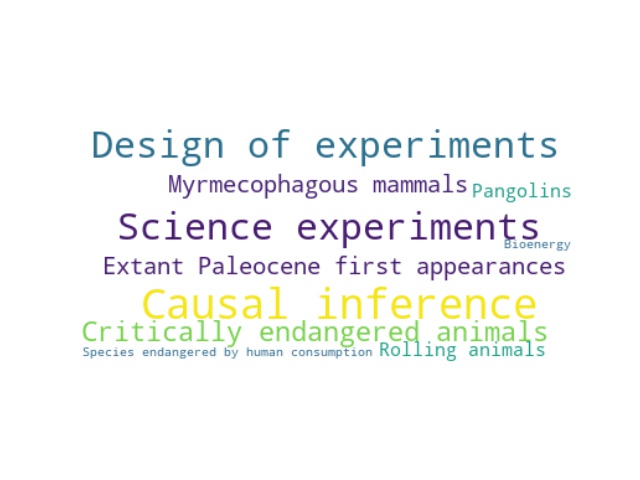 Design of experiments
Myrmecophagous mammals Pangolins
Science experiments
Bioenergy
Extant Paleocene first appearances
Causal inference
Critically endangered animals
Species endangered by human consumption Rolling animals